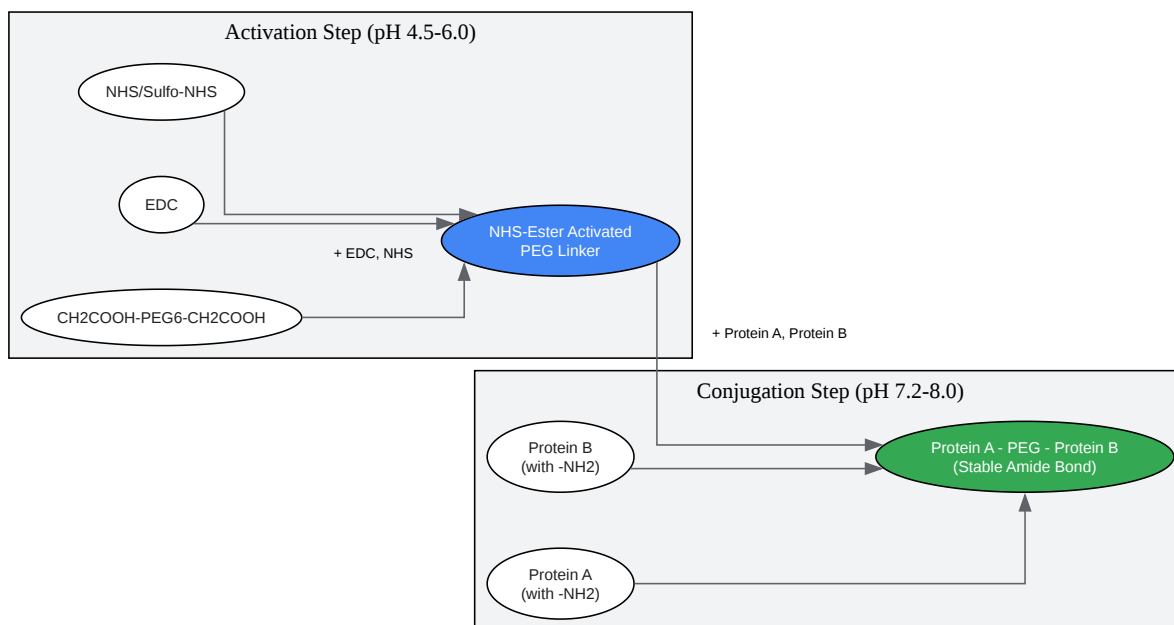 Activation Step (pH 4.5-6.0)
NHS/Sulfo-NHS
EDC
NHS-Ester Activated
PEG Linker
+ EDC, NHS
CH2COOH-PEG6-CH2COOH
+ Protein A, Protein B
Conjugation Step (pH 7.2-8.0)
Protein B
(with -NH2)
Protein A - PEG - Protein B
(Stable Amide Bond)
Protein A
(with -NH2)